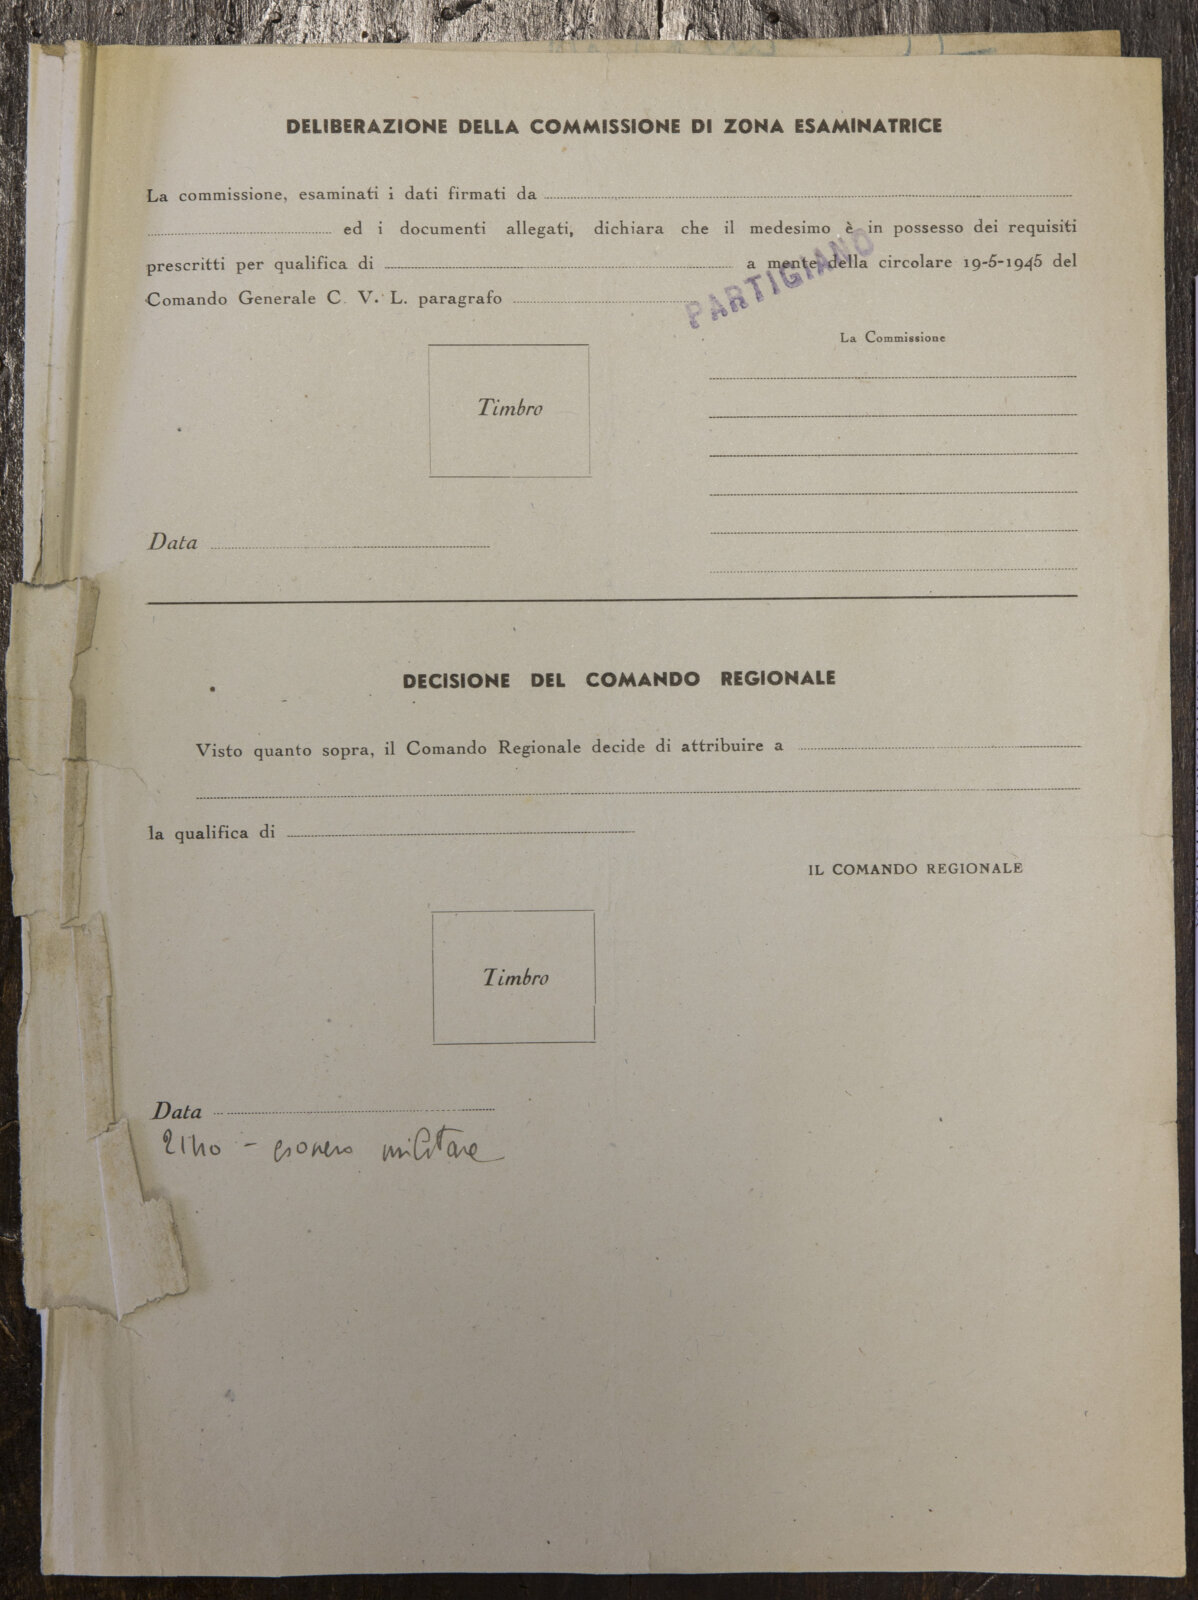 DELIBERAZIONE DELLA COMMISSIONE DI ZONA ESAMINATRICE
La commissione, esaminati i dati firmati da
ed i documenti allegati, dichiara che il medesimo è in possesso dei requisiti
prescritti per qualifica di a mente della circolare 19-5-1945 del
Comando Generale C. V. L. paragrafo
PARTIGIANO
La Commissione
Timbro
Data
DECISIONE DEL COMANDO REGIONALE
Visto quanto sopra, il Comando Regionale decide di attribuire a
la qualifica di
IL COMANDO REGIONALE
Timbro
Data
- esonero militare